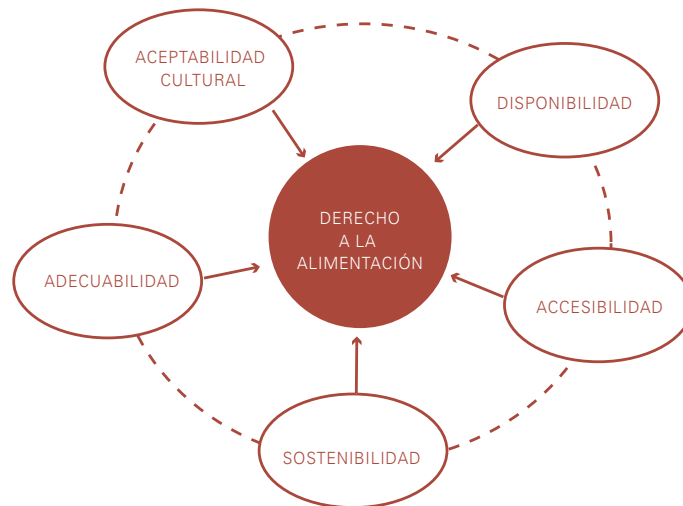 ACEPTABILIDAD
CULTURAL
DISPONIBILIDAD
DERECHO
A LA
ALIMENTACIÓN
ADECUABILIDAD
ACCESIBILIDAD
SOSTENIBILIDAD